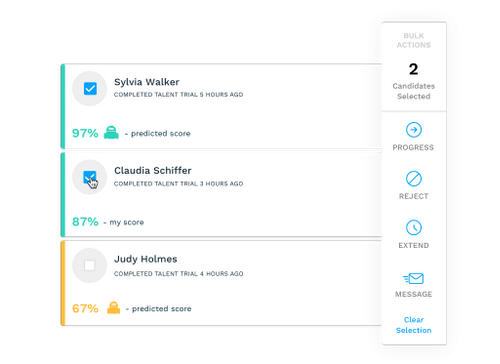 Sylvia Walker
COMPLETED TALENT TRIAL 5 HOURS AGO
97% - predicted score
Claudia Schiffer
COMPLETED TALENT TRIAL 3 HOURS AGO
87% - my score
Judy Holmes
COMPLETED TALENT TRIAL 4 HOURS AGO
67% - predicted score
BULK
ACTIONS
2
Candidates
Selected
PROGRESS
REJECT
EXTEND
MESSAGE
Clear
Selection